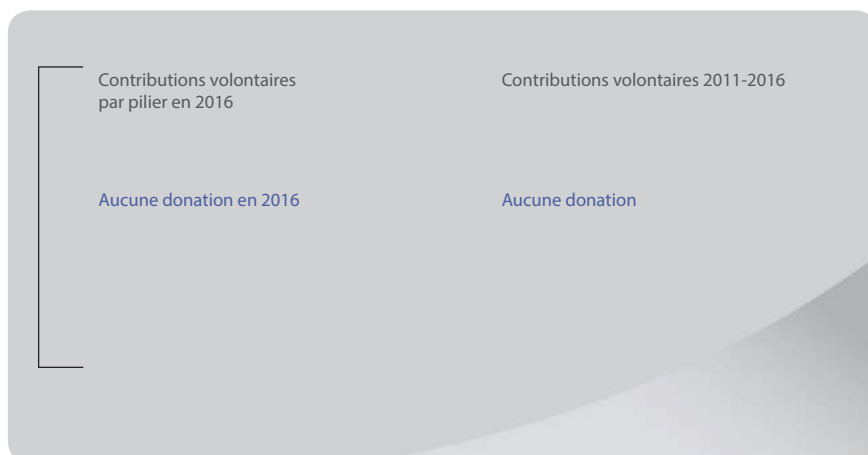 Contributions volontaires
par pilier en 2016
Contributions volontaires 2011-2016
Aucune donation en 2016
Aucune donation